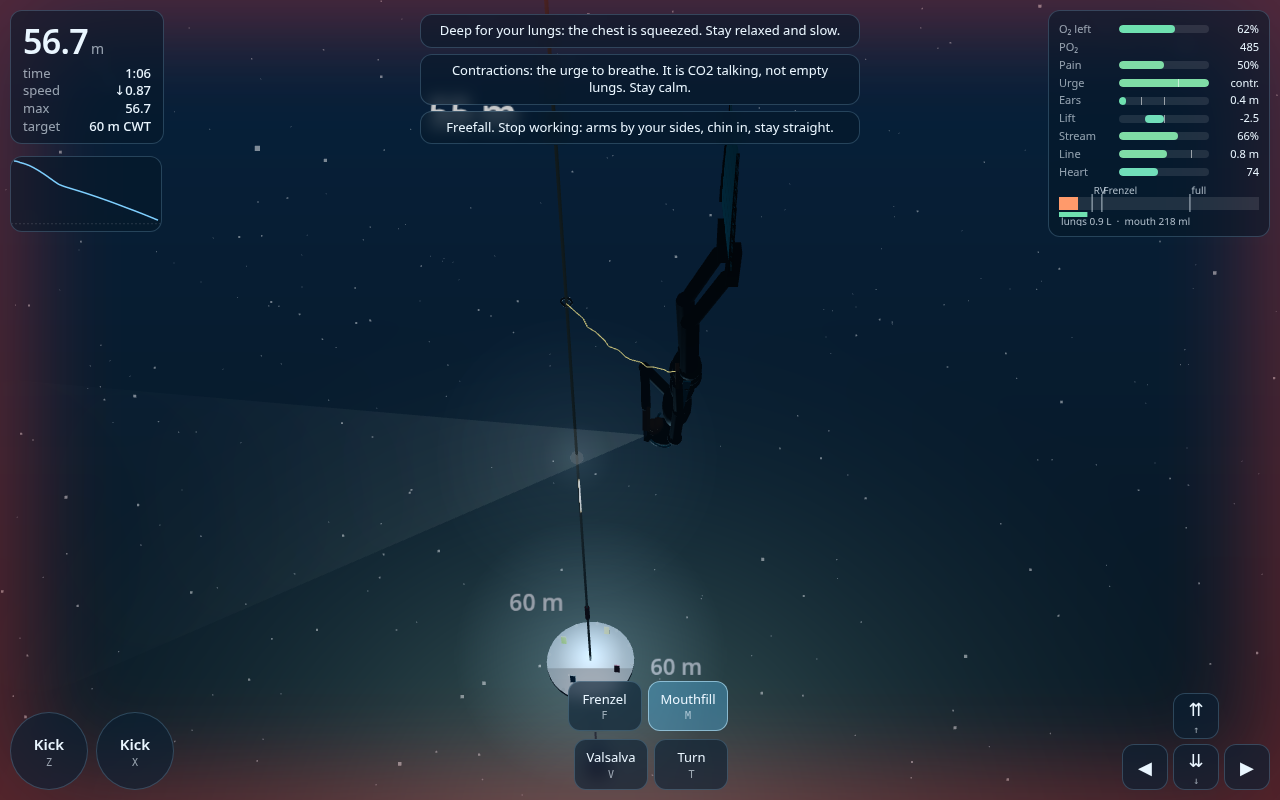 56.7 m
time 1:06
speed ↓0.87
max 56.7
target 60 m CWT
Deep for your lungs: the chest is squeezed. Stay relaxed and slow.
Contractions: the urge to breathe. It is CO2 talking, not empty
lungs. Stay calm.
Freefall. Stop working: arms by your sides, chin in, stay straight.
O₂ left 62%
PO₂ 485
Pain 50%
Urge contr.
Ears 0.4 m
Lift -2.5
Stream 66%
Line 0.8 m
Heart 74
RV Frenzel full
lungs 0.9 L · mouth 218 ml
60 m
60 m
Frenzel
F
Mouthfill
M
Valsalva
V
Turn
T
Kick
Z
Kick
X
⇈
↑
◀
⇊
↓
▶